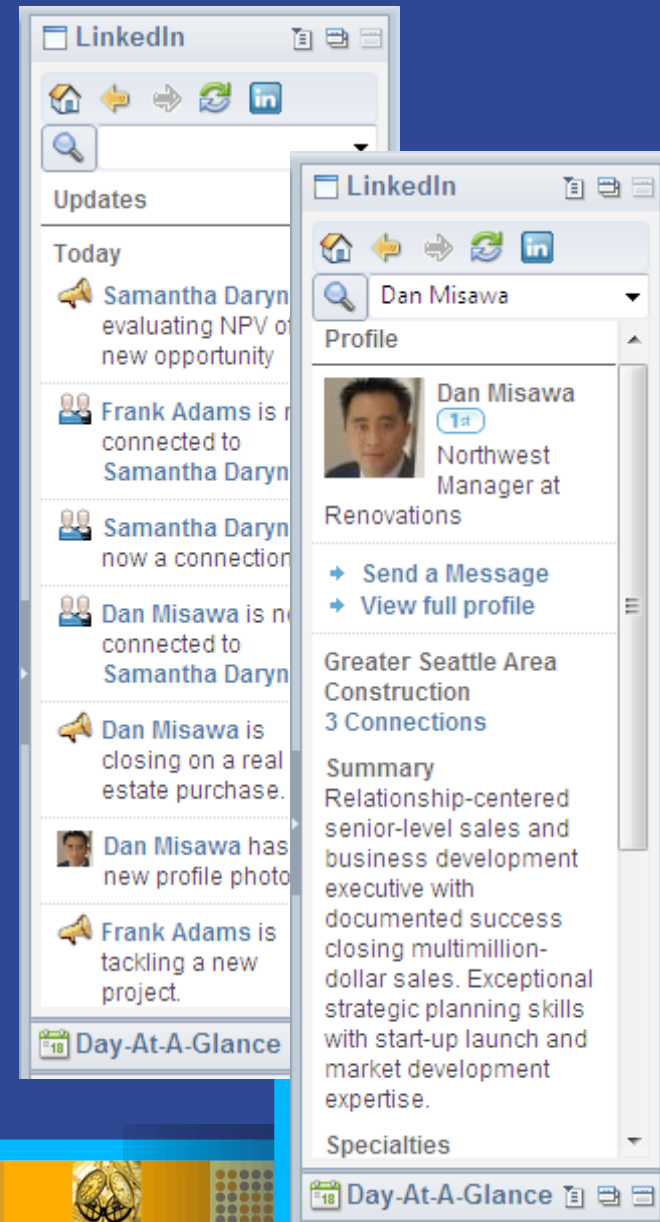 LinkedIn
in
Updates
Today
Samantha Daryn
evaluating NPV of
new opportunity
Frank Adams is
connected to
Samantha Daryn
Samantha Daryn
now a connection
Dan Misawa is
connected to
Samantha Daryn
Dan Misawa is
closing on a real
estate purchase.
Dan Misawa has
new profile photo
Frank Adams is
tackling a new
project.
18 Day-At-A-Glance
LinkedIn
in
Dan Misawa
Profile
Dan Misawa
1st
Northwest
Manager at
Renovations
Send a Message
View full profile
Greater Seattle Area
Construction
3 Connections
Summary
Relationship-centered
senior-level sales and
business development
executive with
documented success
closing multimillion-
dollar sales. Exceptional
strategic planning skills
with start-up launch and
market development
expertise.
Specialties
18 Day-At-A-Glance